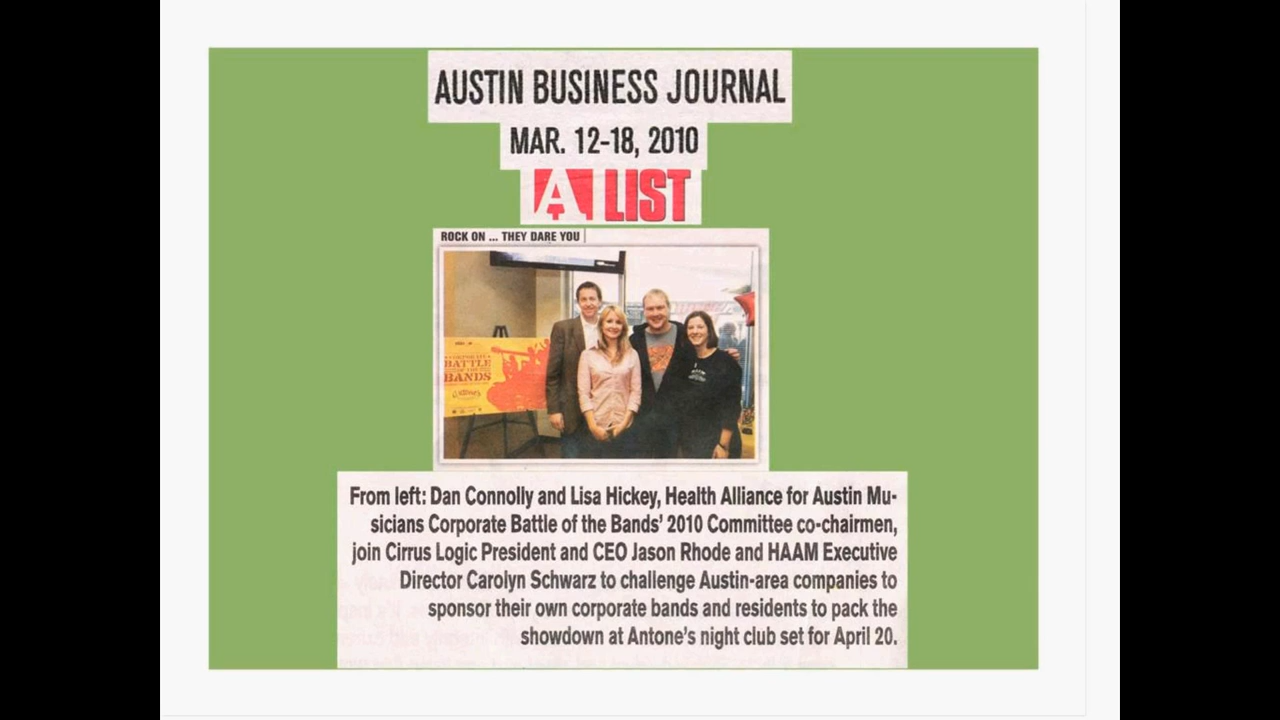 AUSTIN BUSINESS JOURNAL
MAR. 12-18, 2010
A LIST
ROCK ON ... THEY DARE YOU
BATTLE
OF THE
BANDS
From left: Dan Connolly and Lisa Hickey, Health Alliance for Austin Mu-
sicians Corporate Battle of the Bands' 2010 Committee co-chairmen,
join Cirrus Logic President and CEO Jason Rhode and HAAM Executive
Director Carolyn Schwarz to challenge Austin-area companies to
sponsor their own corporate bands and residents to pack the
showdown at Antone's night club set for April 20.